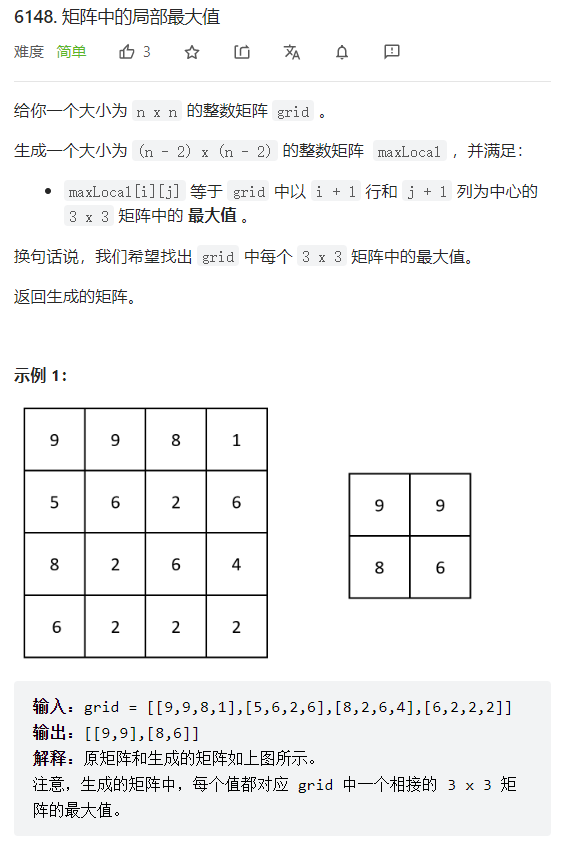 6148. 矩阵中的局部最大值
难度 简单 3
给你一个大小为 n x n 的整数矩阵 grid 。
生成一个大小为 (n - 2) x (n - 2) 的整数矩阵 maxLocal ，并满足：
maxLocal[i][j] 等于 grid 中以 i + 1 行和 j + 1 列为中心的
3 x 3 矩阵中的 最大值 。
换句话说，我们希望找出 grid 中每个 3 x 3 矩阵中的最大值。
返回生成的矩阵。
示例 1：
9 9 8 1
5 6 2 6
8 2 6 4
6 2 2 2
9 9
8 6
输入：grid = [[9,9,8,1],[5,6,2,6],[8,2,6,4],[6,2,2,2]]
输出：[[9,9],[8,6]]
解释：原矩阵和生成的矩阵如上图所示。
注意，生成的矩阵中，每个值都对应 grid 中一个相接的 3 x 3 矩
阵的最大值。